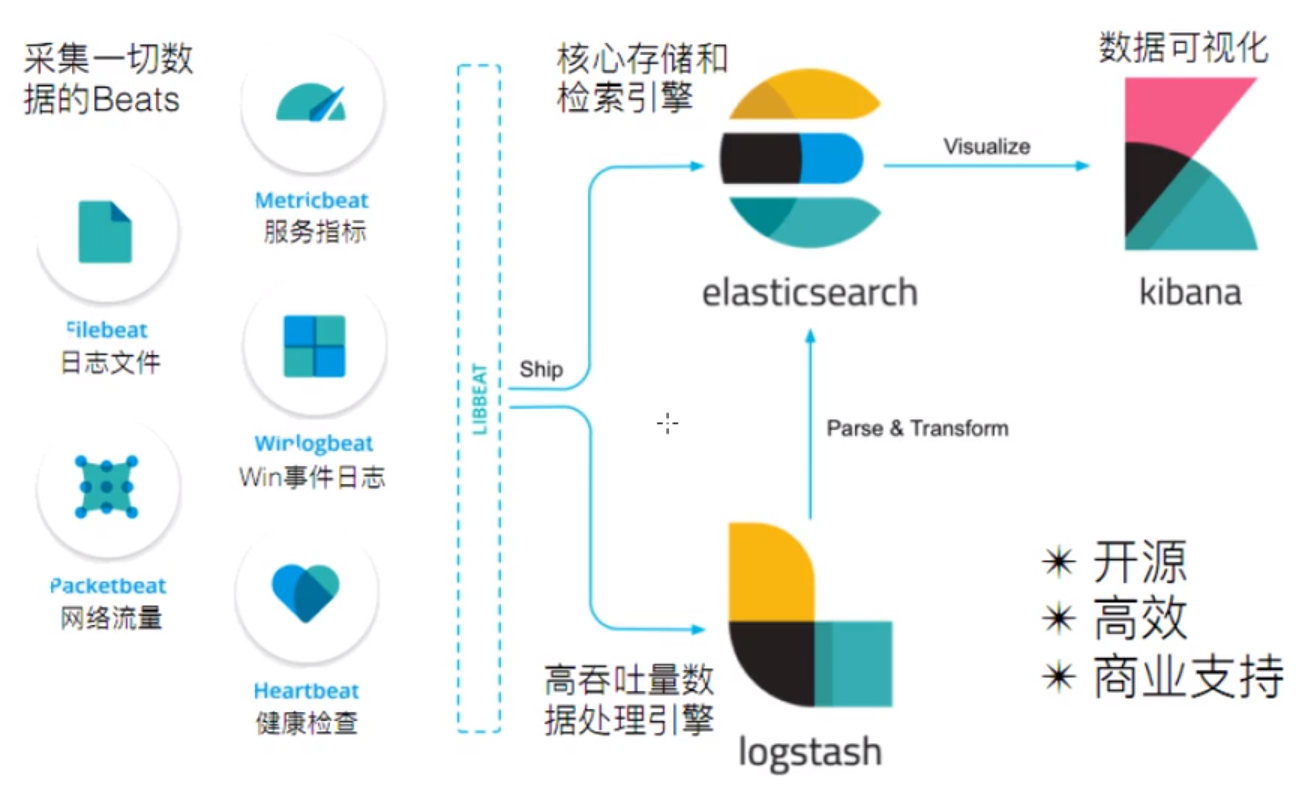 采集一切数
据的Beats
Metricbeat
服务指标
Filebeat
日志文件
Winlogbeat
Win事件日志
Packetbeat
网络流量
Heartbeat
健康检查
LIBBEAT
Ship
核心存储和
检索引擎
elasticsearch
Visualize
数据可视化
kibana
Parse & Transform
高吞吐量数
据处理引擎
logstash
✴ 开源
✴ 高效
✴ 商业支持